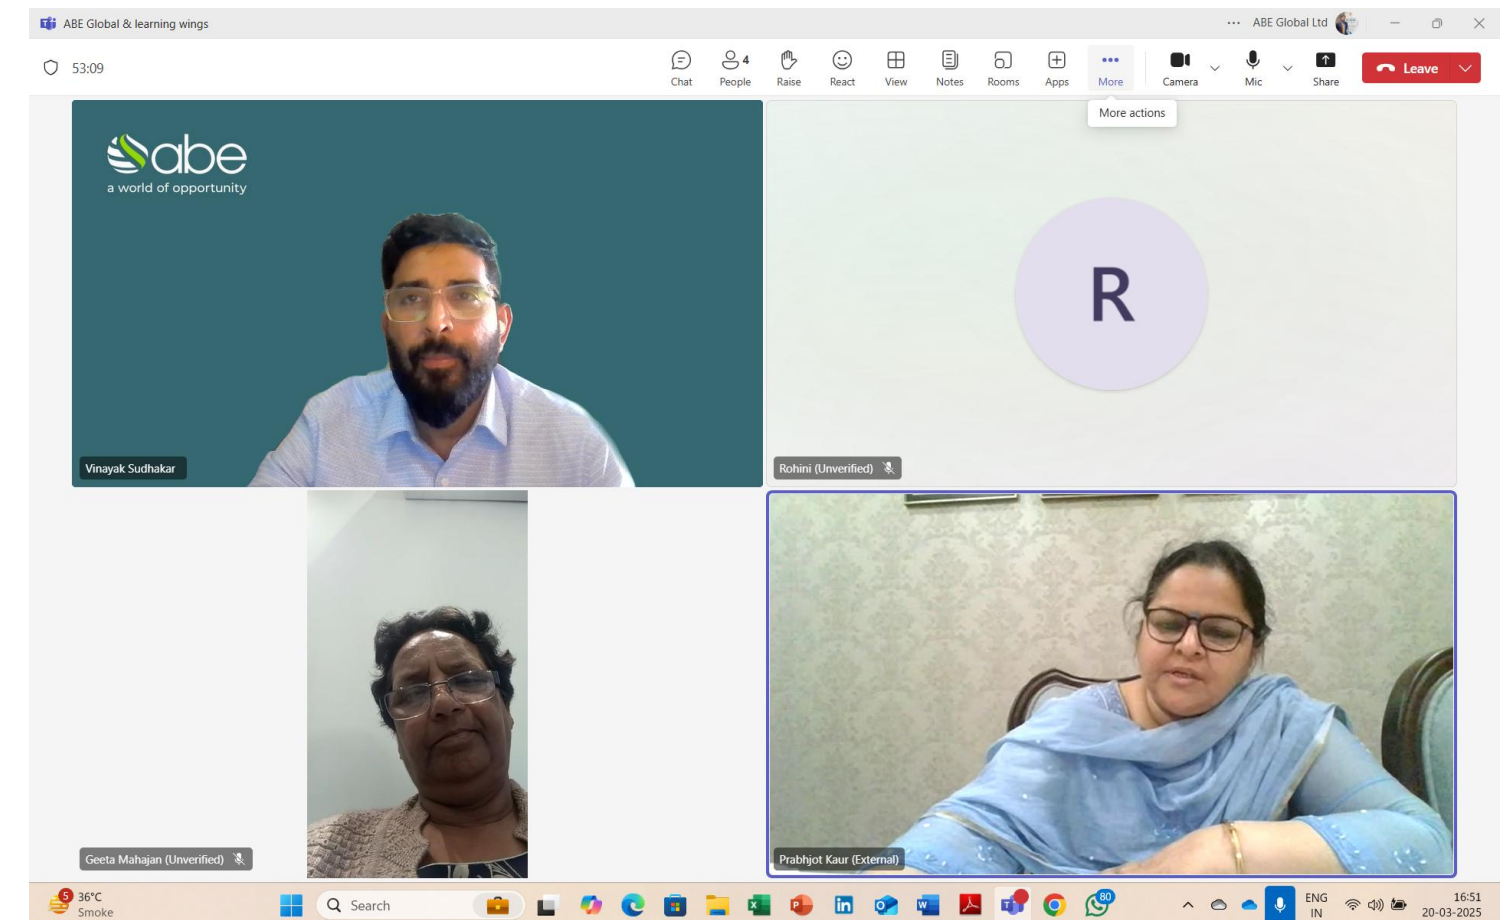 ABE Global & learning wings
ABE Global Ltd
53:09
Chat
People
4
Raise
React
View
Notes
Rooms
Apps
More
Camera
Mic
Share
Leave
More actions
abe
a world of opportunity
Vinayak Sudhakar
R
Rohini (Unverified)
Geeta Mahajan (Unverified)
Prabhjot Kaur (External)
5
36°C
Smoke
Search
80
ENG
IN
16:51
20-03-2025